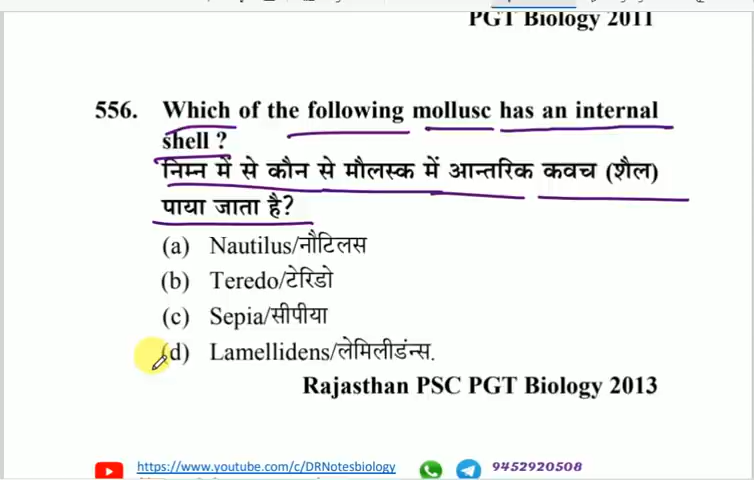 PGT Biology 2011
556. Which of the following mollusc has an internal
shell ?
निम्न में से कौन से मौलस्क में आन्तरिक कवच (शैल)
पाया जाता है?
(a) Nautilus/नौटिलस
(b) Teredo/टेरिडो
(c) Sepia/सीपीया
(d) Lamellidens/लेमिलीडंन्स.
Rajasthan PSC PGT Biology 2013
https://www.youtube.com/c/DRNotesbiology 9452920508